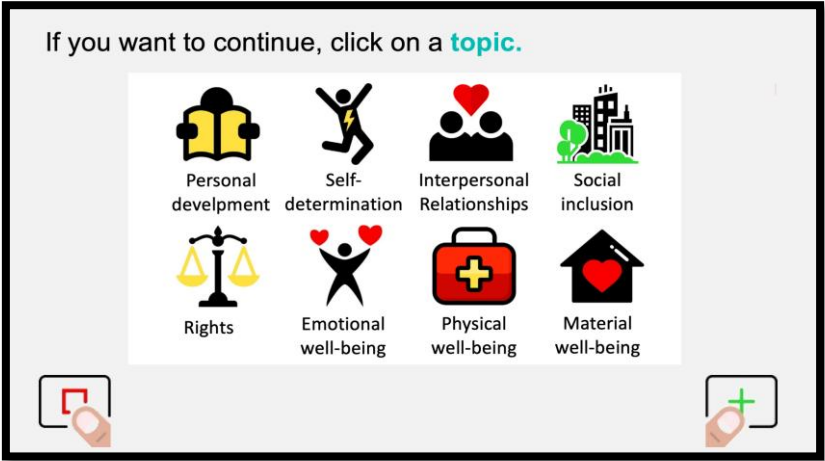 If you want to continue, click on a topic.
Personal Self- Interpersonal Social
develpment determination Relationships inclusion
Rights Emotional Physical Material
well-being well-being well-being